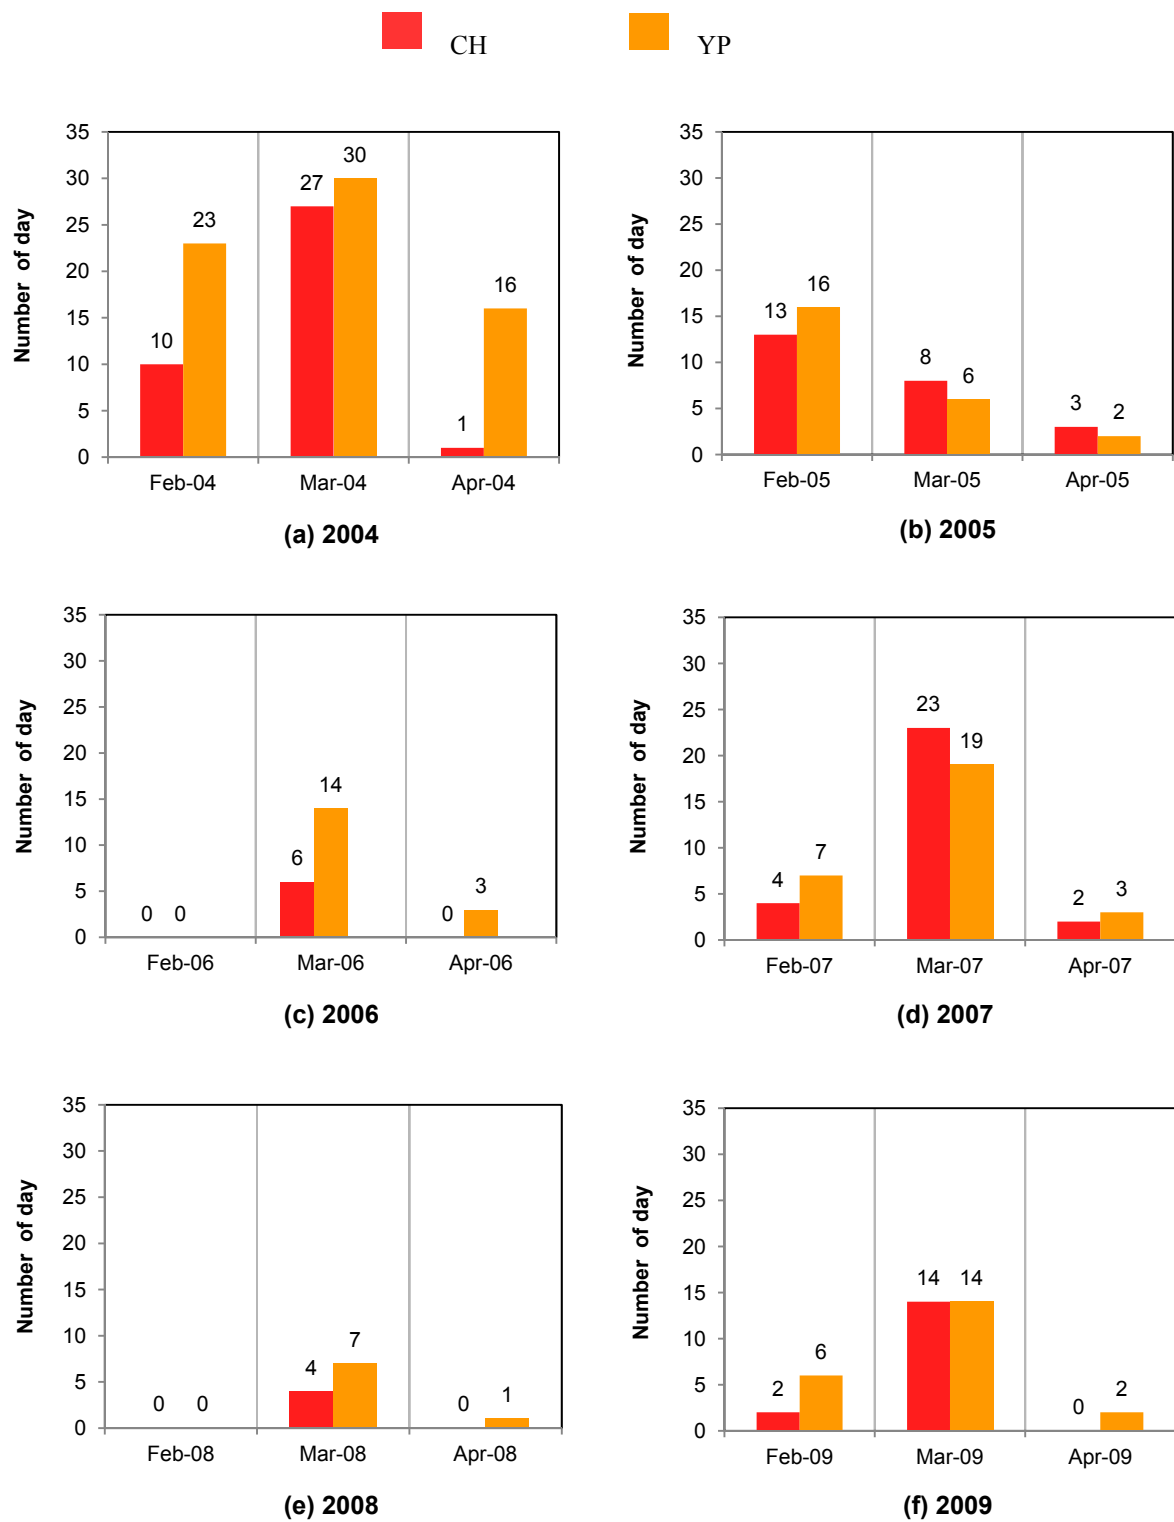 CH YP
35
30
25
20
15
10
5
0
Number of day
10 23 27 30 1 16
Feb-04 Mar-04 Apr-04
(a) 2004
35
30
25
20
15
10
5
0
Number of day
13 16 8 6 3 2
Feb-05 Mar-05 Apr-05
(b) 2005
35
30
25
20
15
10
5
0
Number of day
0 0 6 14 0 3
Feb-06 Mar-06 Apr-06
(c) 2006
35
30
25
20
15
10
5
0
Number of day
4 7 23 19 2 3
Feb-07 Mar-07 Apr-07
(d) 2007
35
30
25
20
15
10
5
0
Number of day
0 0 4 7 0 1
Feb-08 Mar-08 Apr-08
(e) 2008
35
30
25
20
15
10
5
0
Number of day
2 6 14 14 0 2
Feb-09 Mar-09 Apr-09
(f) 2009